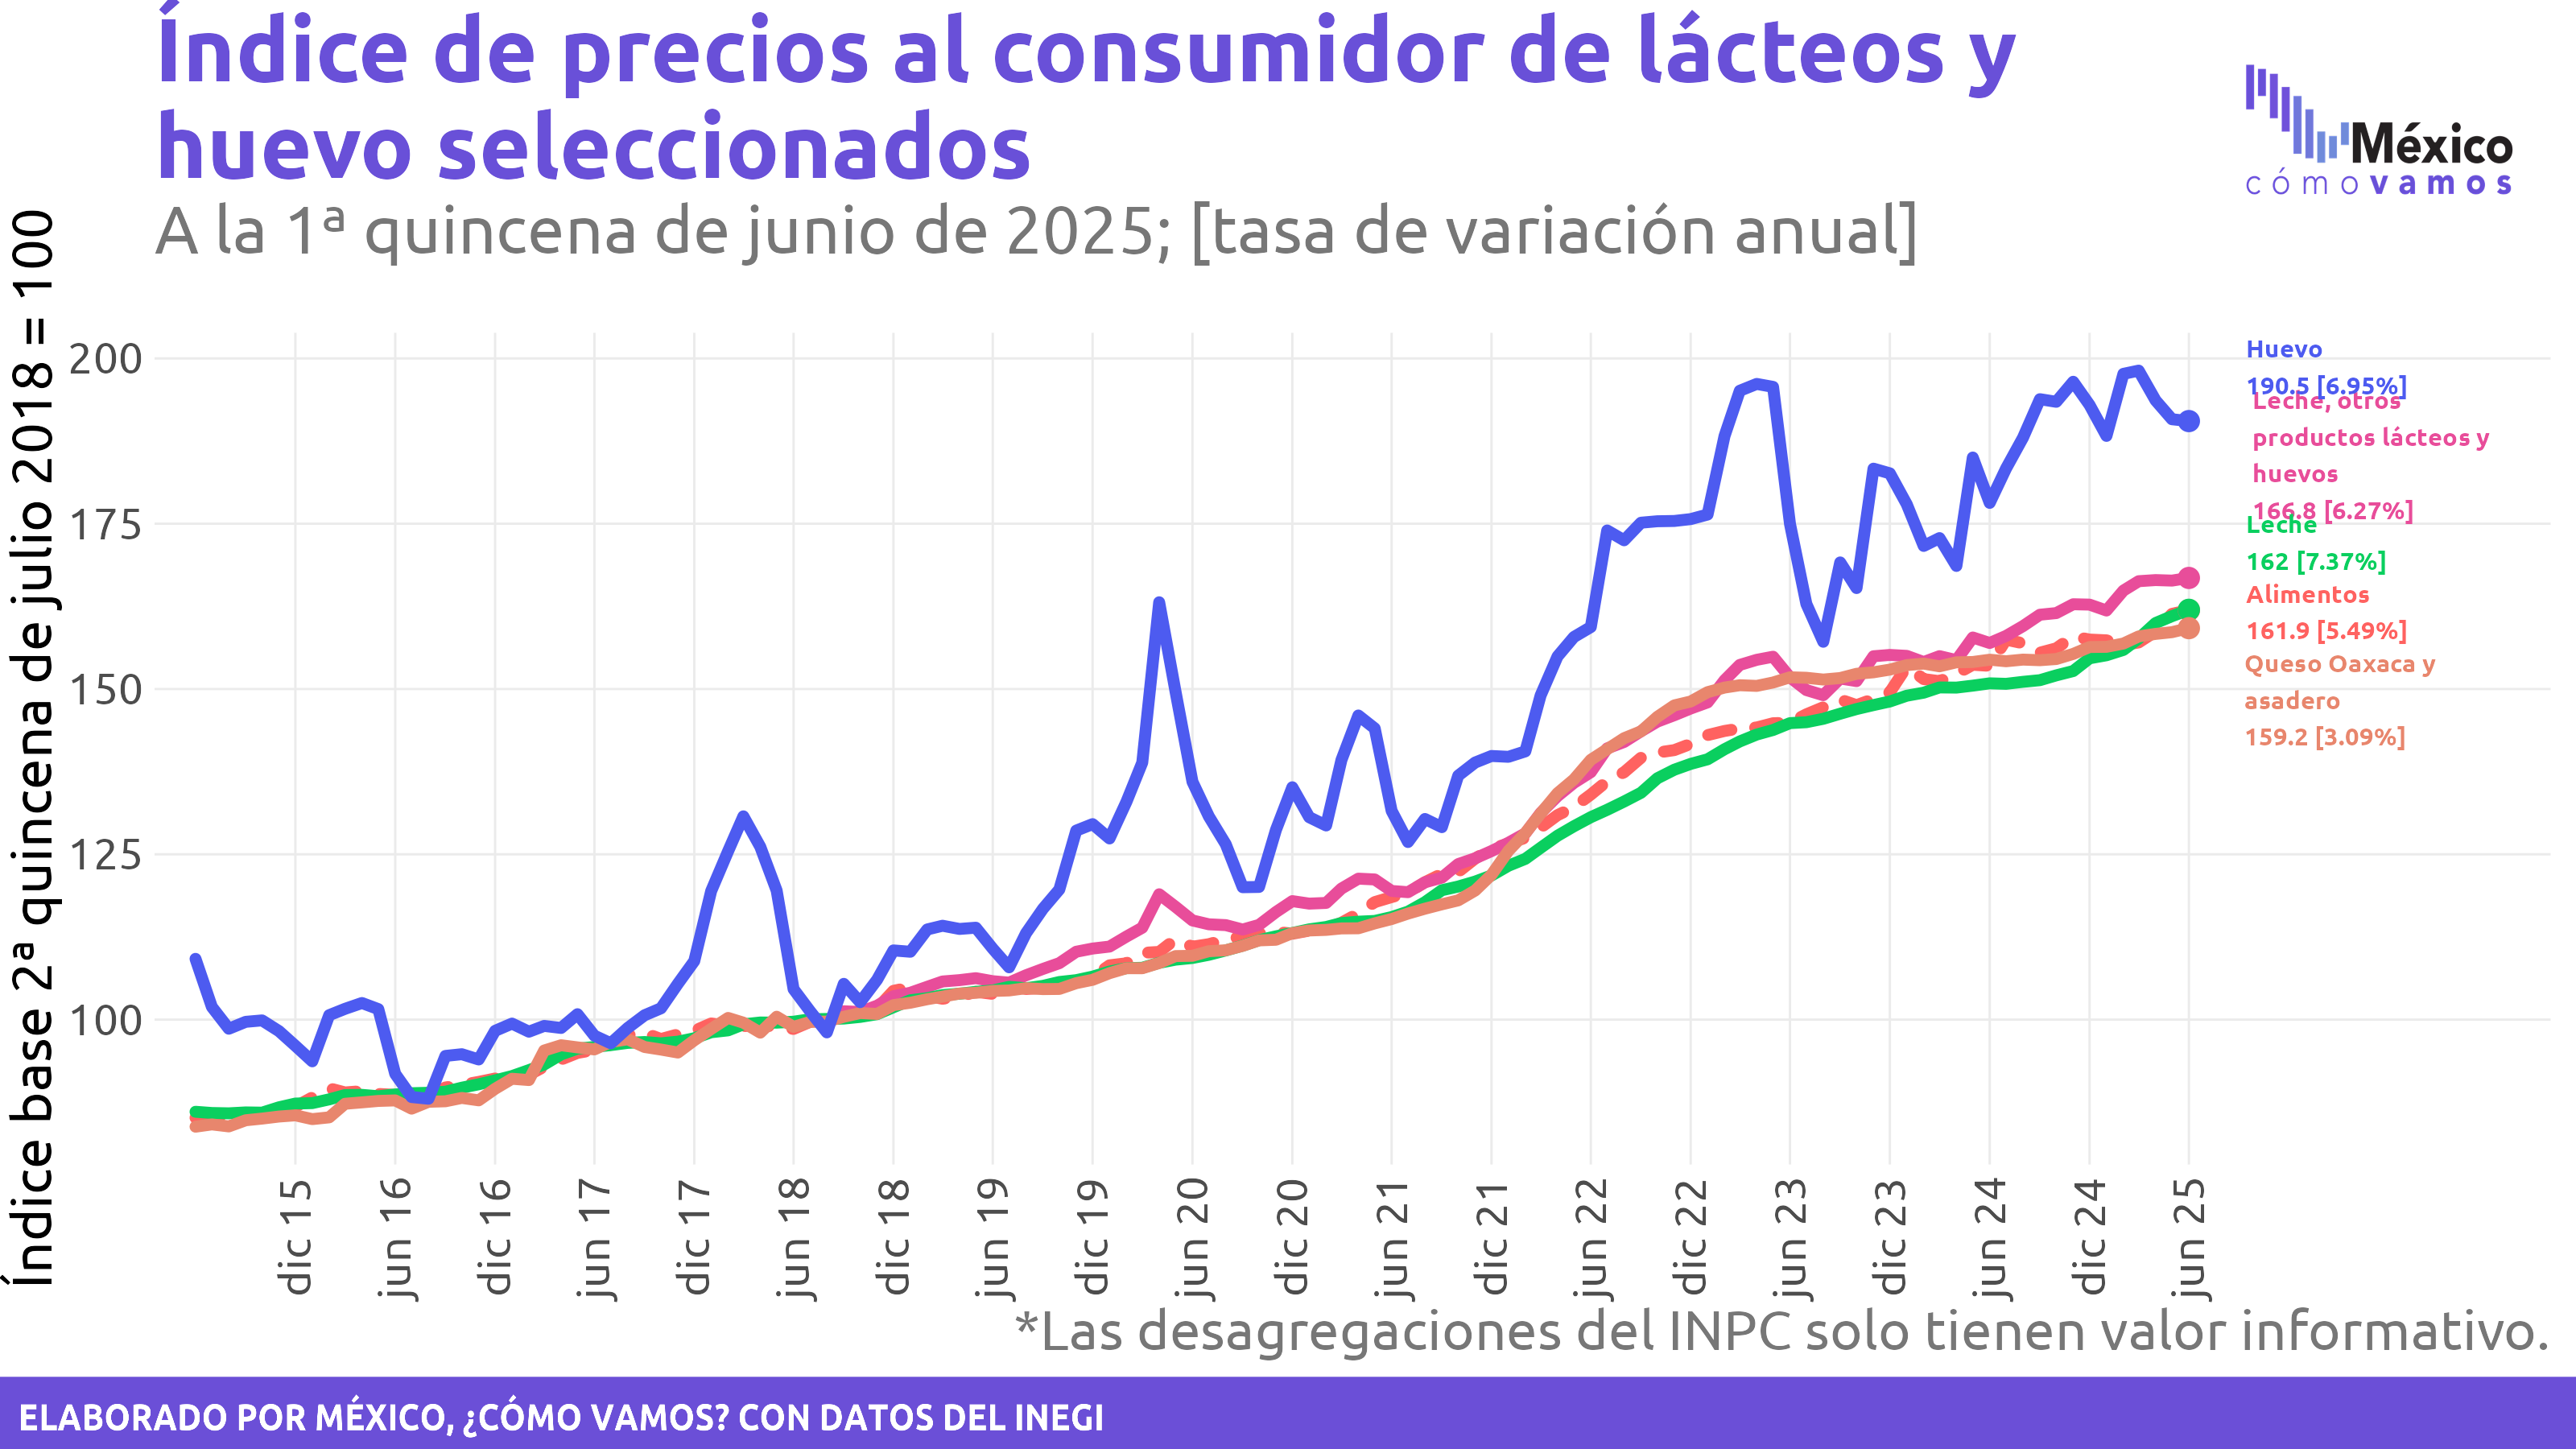 Índice de precios al consumidor de lácteos y
huevo seleccionados
A la 1ª quincena de junio de 2025; [tasa de variación anual]
México
cómo vamos
Índice base 2ª quincena de julio 2018 = 100
200
175
150
125
100
Huevo
190.5 [6.95%]
Leche, otros
productos lácteos y
huevos
166.8 [6.27%]
Leche
162 [7.37%]
Alimentos
161.9 [5.49%]
Queso Oaxaca y
asadero
159.2 [3.09%]
dic 15
jun 16
dic 16
jun 17
dic 17
jun 18
dic 18
jun 19
dic 19
jun 20
dic 20
jun 21
dic 21
jun 22
dic 22
jun 23
dic 23
jun 24
dic 24
jun 25
*Las desagregaciones del INPC solo tienen valor informativo.
ELABORADO POR MÉXICO, ¿CÓMO VAMOS? CON DATOS DEL INEGI